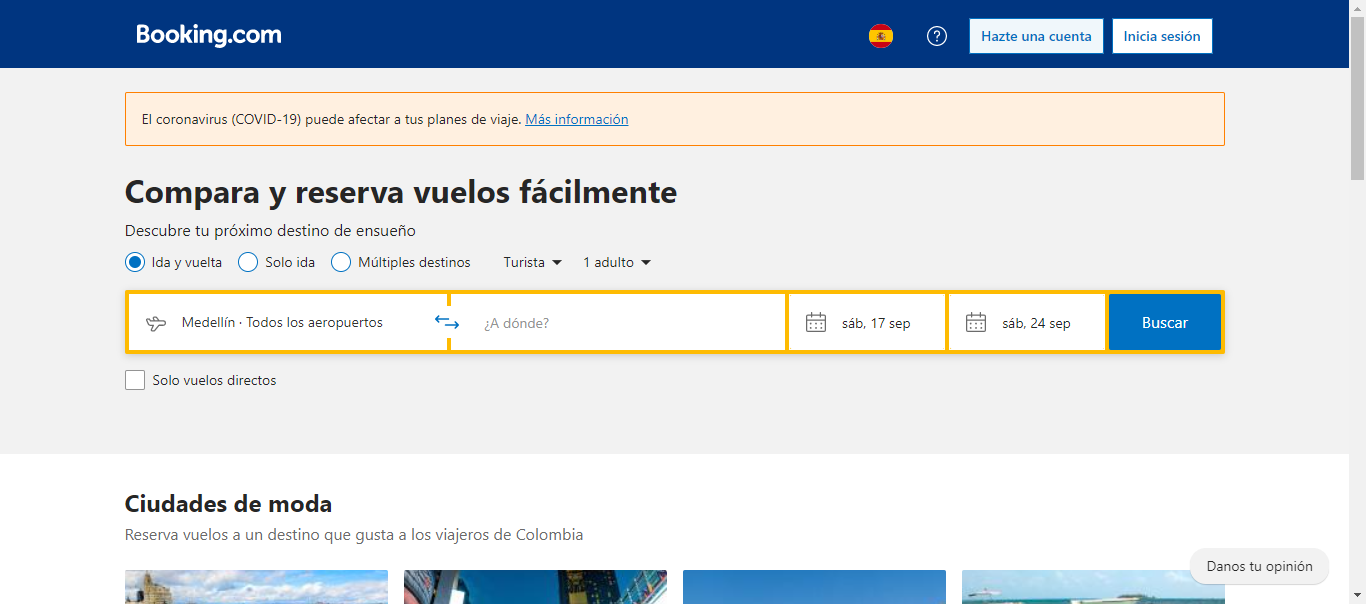 Booking.com
?
Hazte una cuenta
Inicia sesión
El coronavirus (COVID-19) puede afectar a tus planes de viaje. Más información
Compara y reserva vuelos fácilmente
Descubre tu próximo destino de ensueño
Ida y vuelta
Solo ida
Múltiples destinos
Turista
1 adulto
Medellín · Todos los aeropuertos
¿A dónde?
sáb, 17 sep
sáb, 24 sep
Buscar
Solo vuelos directos
Ciudades de moda
Reserva vuelos a un destino que gusta a los viajeros de Colombia
Danos tu opinión